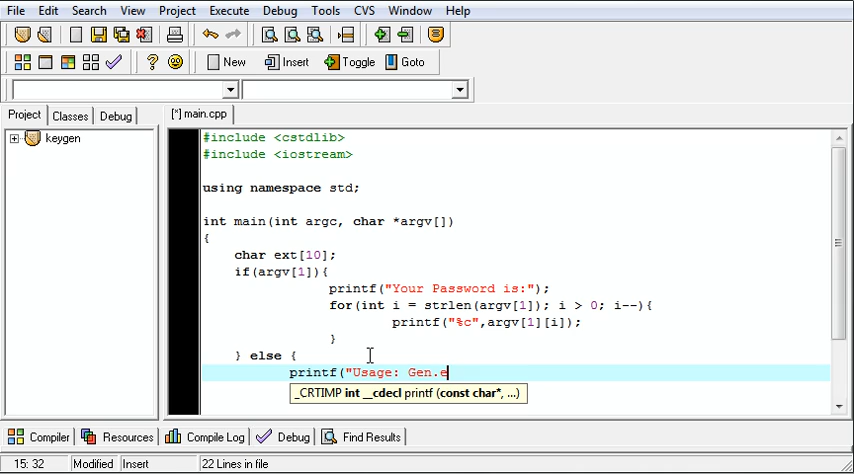 File Edit Search View Project Execute Debug Tools CVS Window Help
New Insert Toggle Goto
Project Classes Debug [*] main.cpp
keygen
#include <cstdlib>
#include <iostream>
using namespace std;
int main(int argc, char *argv[])
{
char ext[10];
if(argv[1]){
printf("Your Password is:");
for(int i = strlen(argv[1]); i > 0; i--){
printf("%c",argv[1][i]);
}
} else {
printf("Usage: Gen.e
_CRTIMP int __cdecl printf (const char*, ...)
Compiler Resources Compile Log Debug Find Results
15: 32 Modified Insert 22 Lines in file